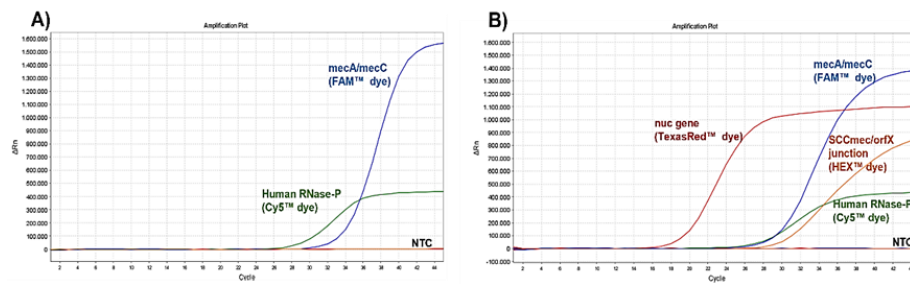 A)
Amplification Plot
1.600.000
1.500.000
1.400.000
1.300.000
1.200.000
1.100.000
1.000.000
900.000
800.000
700.000
600.000
500.000
400.000
300.000
200.000
100.000
0
ΔRn
mecA/mecC
(FAM™ dye)
Human RNase-P
(Cy5™ dye)
NTC
2 4 6 8 10 12 14 16 18 20 22 24 26 28 30 32 34 36 38 40 42 44
Cycle
B)
Amplification Plot
1.600.000
1.500.000
1.400.000
1.300.000
1.200.000
1.100.000
1.000.000
900.000
800.000
700.000
600.000
500.000
400.000
300.000
200.000
100.000
0
-100.000
ΔRn
mecA/mecC
(FAM™ dye)
nuc gene
(TexasRed™ dye)
SCCmec/orfX
junction
(HEX™ dye)
Human RNase-P
(Cy5™ dye)
NTC
2 4 6 8 10 12 14 16 18 20 22 24 26 28 30 32 34 36 38 40 42 44
Cycle